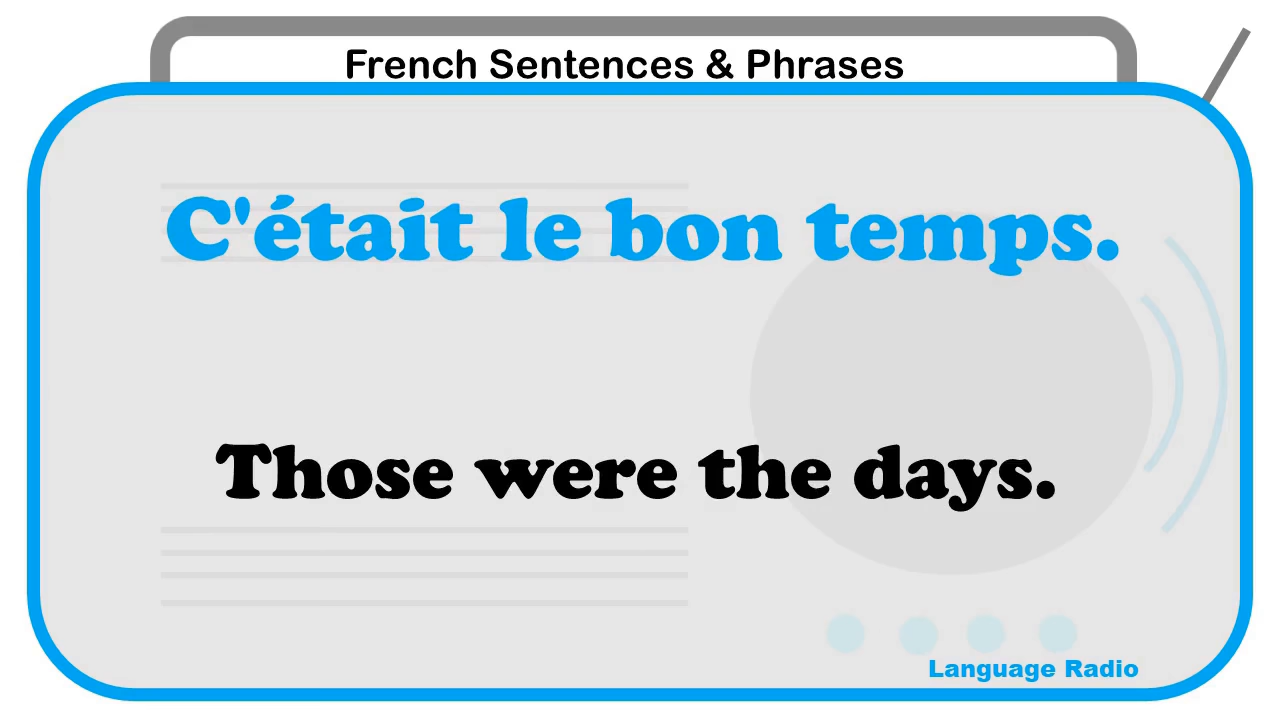 French Sentences & Phrases
C'était le bon temps.
Those were the days.
Language Radio